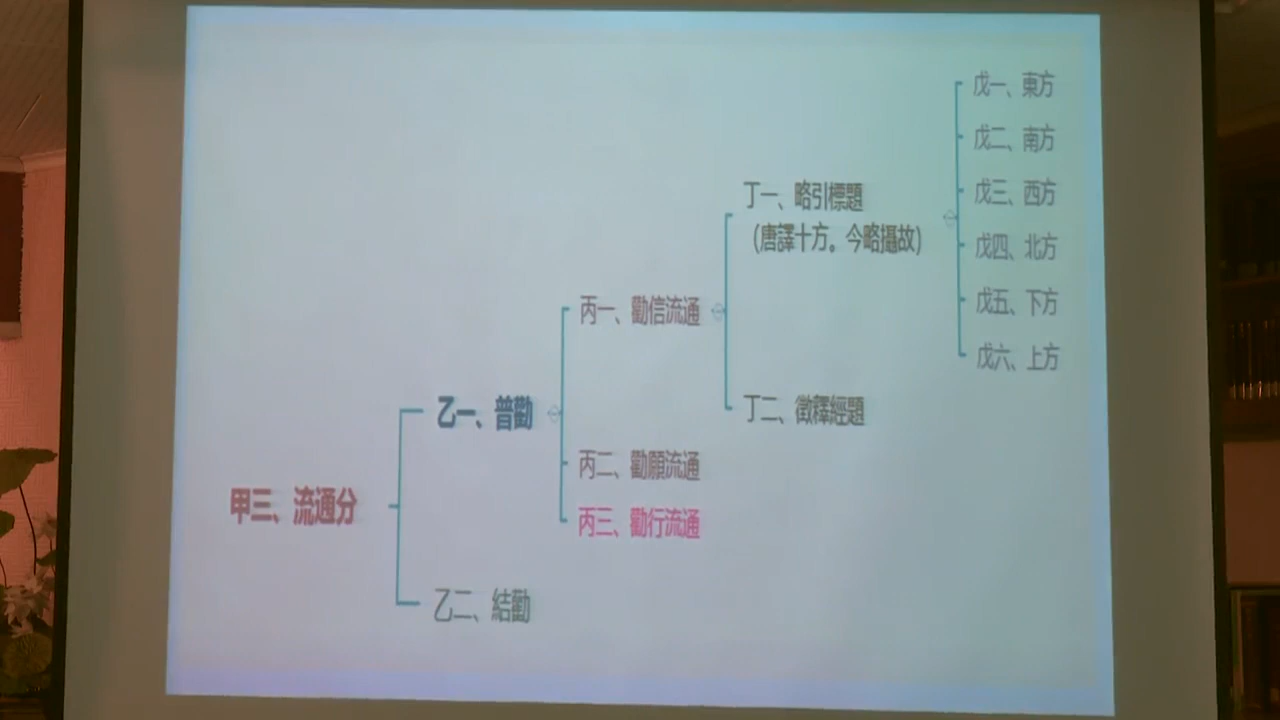 甲三、流通分
乙一、普勸
丙一、勸信流通
丁一、略引標題
(唐譯十方。今略攝故)
戊一、東方
戊二、南方
戊三、西方
戊四、北方
戊五、下方
戊六、上方
丁二、徵釋經題
丙二、勸願流通
丙三、勸行流通
乙二、結勸